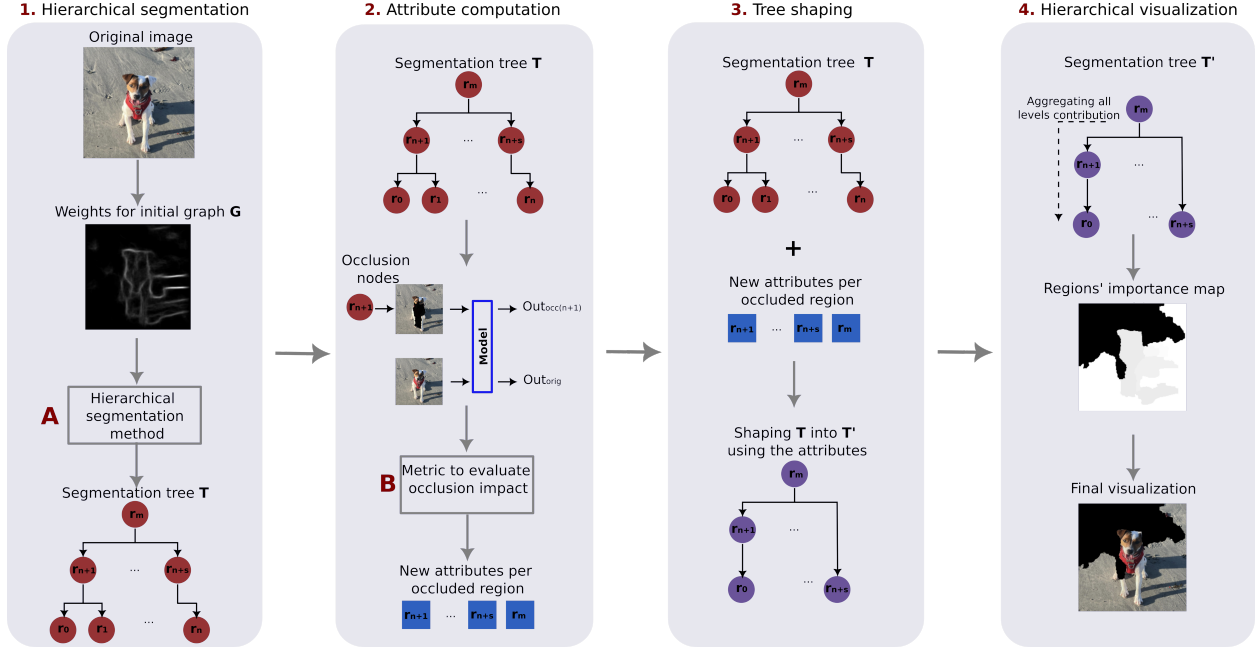 1. Hierarchical segmentation
Original image
Weights for initial graph G
A
Hierarchical
segmentation
method
Segmentation tree T
rm
rn+1
...
rn+s
r0
r1
...
rn
2. Attribute computation
Segmentation tree T
rm
rn+1
...
rn+s
r0
r1
...
rn
Occlusion
nodes
rn+1
Model
Outocc(n+1)
Outorig
B
Metric to evaluate
occlusion impact
New attributes per
occluded region
rn+1
...
rn+s
rm
3. Tree shaping
Segmentation tree T
rm
rn+1
...
rn+s
r0
r1
...
rn
+
New attributes per
occluded region
rn+1
...
rn+s
rm
Shaping T into T'
using the attributes
rm
rn+1
...
r0
...
rn+s
4. Hierarchical visualization
Segmentation tree T'
Aggregating all
levels contribution
rm
rn+1
...
r0
...
rn+s
Regions' importance map
Final visualization